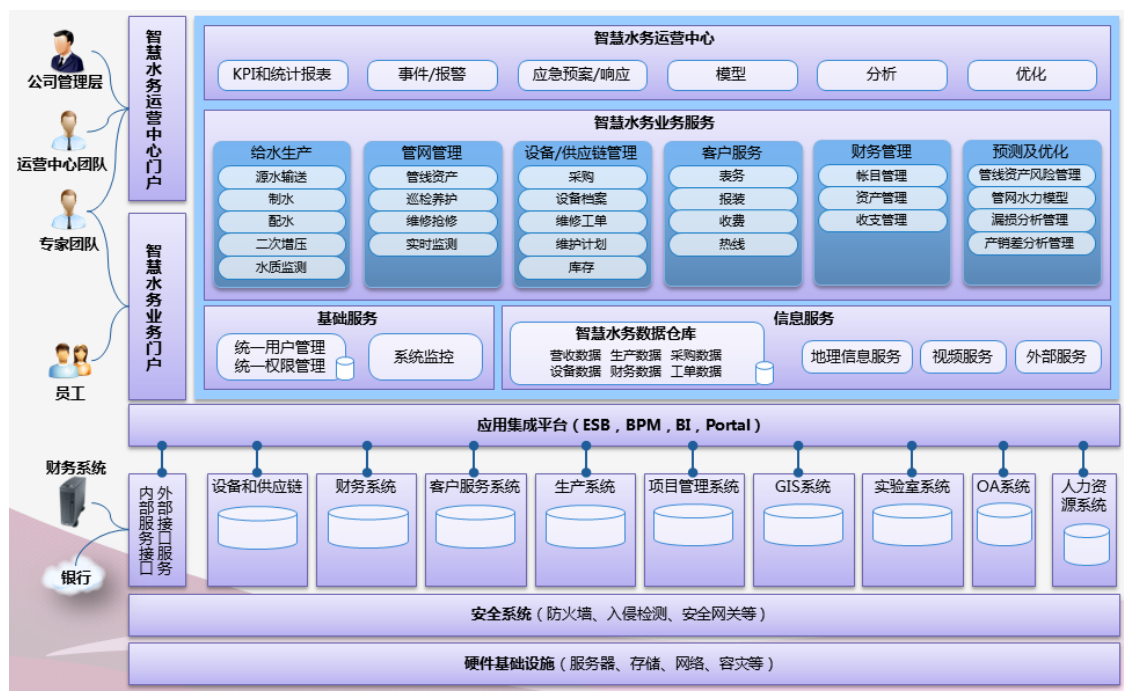 公司管理层
运营中心团队
专家团队
员工
智慧水务运营中心门户
智慧水务业务门户
智慧水务运营中心
KPI和统计报表
事件/报警
应急预案/响应
模型
分析
优化
智慧水务业务服务
给水生产
源水输送
制水
配水
二次增压
水质监测
管网管理
管线资产
巡检养护
维修抢修
实时监测
设备/供应链管理
采购
设备档案
维修工单
维护计划
库存
客户服务
表务
报装
收费
热线
财务管理
帐目管理
资产管理
收支管理
预测及优化
管线资产风险管理
管网水力模型
漏损分析管理
产销差分析管理
基础服务
统一用户管理
统一权限管理
系统监控
信息服务
智慧水务数据仓库
营收数据 生产数据 采购数据
设备数据 财务数据 工单数据
地理信息服务
视频服务
外部服务
应用集成平台（ESB，BPM，BI，Portal）
财务系统
银行
外部接口服务
内部服务接口
设备和供应链
财务系统
客户服务系统
生产系统
项目管理系统
GIS系统
实验室系统
OA系统
人力资
源系统
安全系统（防火墙、入侵检测、安全网关等）
硬件基础设施（服务器、存储、网络、容灾等）